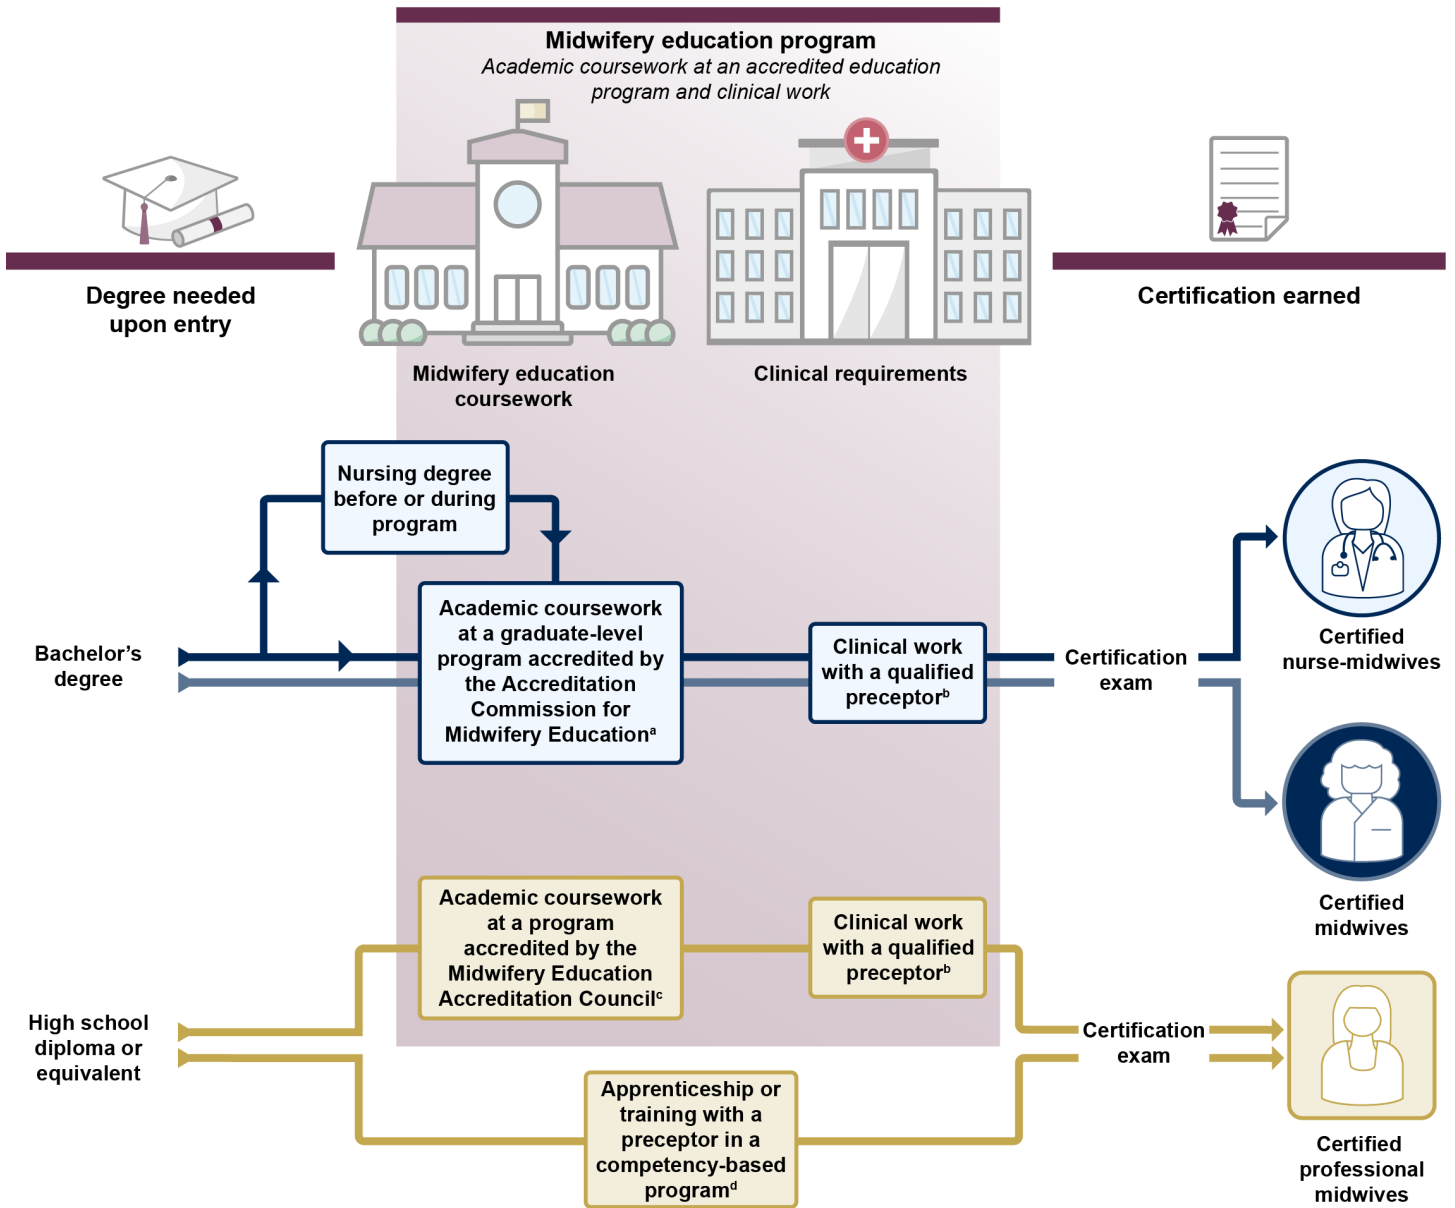 Midwifery education program
Academic coursework at an accredited education
program and clinical work
Degree needed
upon entry
Midwifery education
coursework
Clinical requirements
Certification earned
Nursing degree
before or during
program
Bachelor’s
degree
Academic coursework
at a graduate-level
program accredited by
the Accreditation
Commission for
Midwifery Educationᵃ
Clinical work
with a qualified
preceptorᵇ
Certification
exam
Certified
nurse-midwives
Certified
midwives
High school
diploma or
equivalent
Academic coursework
at a program
accredited by the
Midwifery Education
Accreditation Councilᶜ
Clinical work
with a qualified
preceptorᵇ
Apprenticeship or
training with a
preceptor in a
competency-based
programᵈ
Certification
exam
Certified
professional
midwives